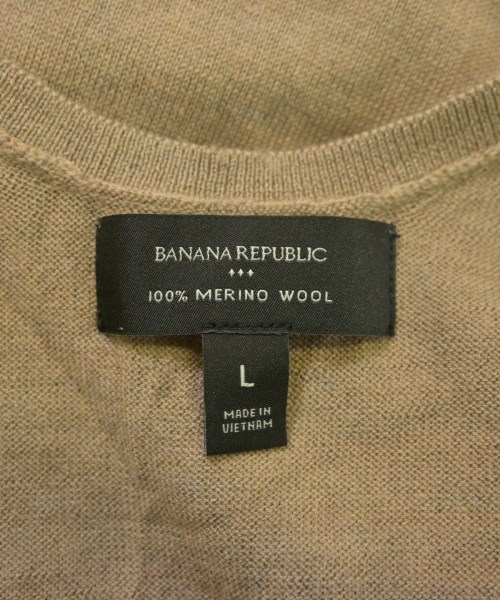 BANANA REPUBLIC
100% MERINO WOOL
L
MADE IN
VIETNAM